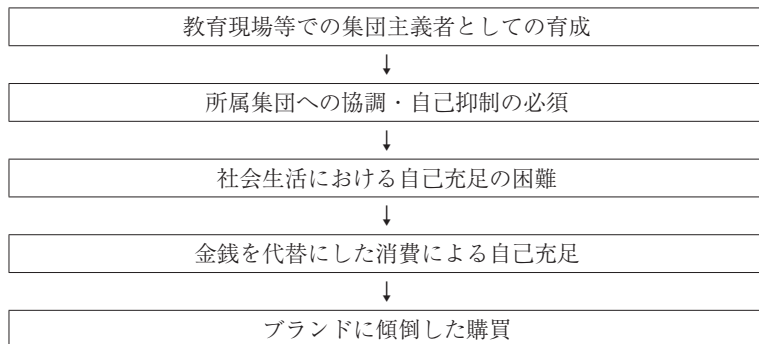 教育現場等での集団主義者としての育成
↓
所属集団への協調・自己抑制の必須
↓
社会生活における自己充足の困難
↓
金銭を代替にした消費による自己充足
↓
ブランドに傾倒した購買